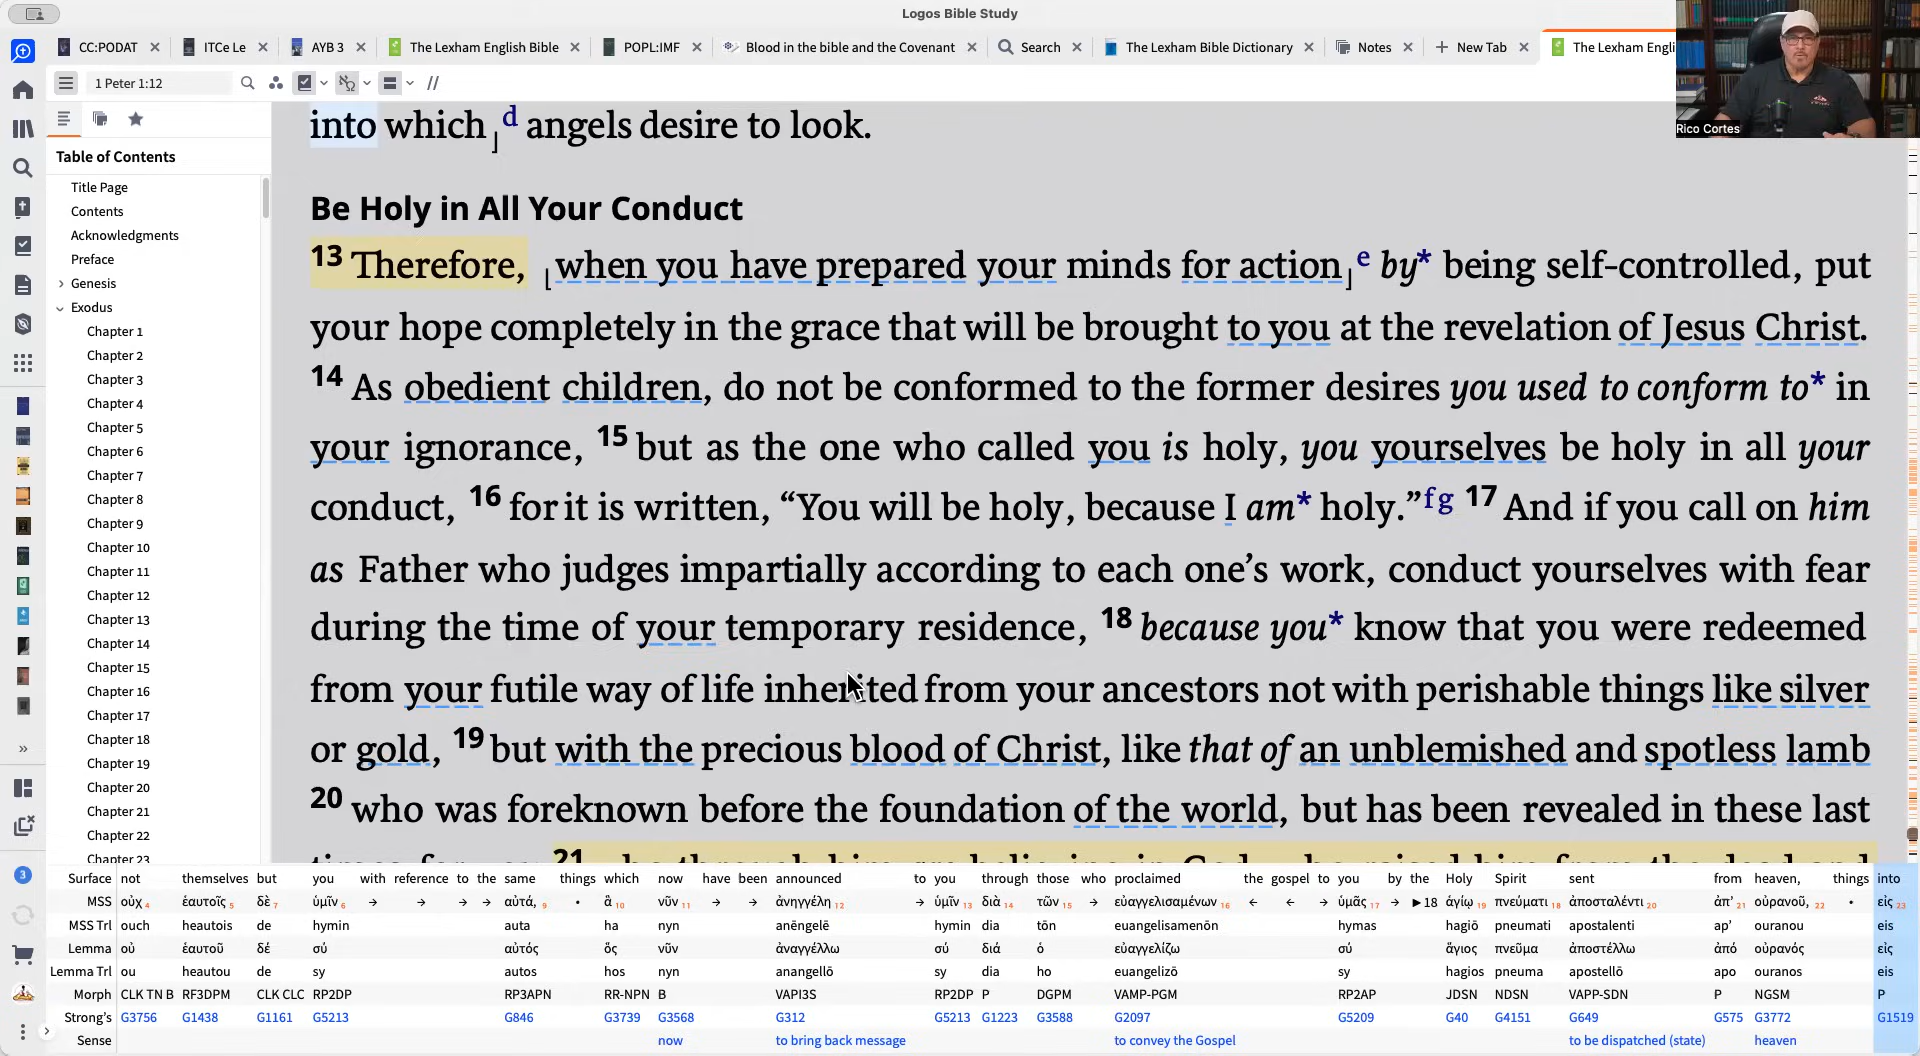 Logos Bible Study
CC:PODAT
ITCe Le
AYB 3
The Lexham English Bible
POPL:IMF
Blood in the bible and the Covenant
Search
The Lexham Bible Dictionary
Notes
New Tab
The Lexham Engli
1 Peter 1:12
Rico Cortes
Table of Contents
Title Page
Contents
Acknowledgments
Preface
Genesis
Exodus
Chapter 1
Chapter 2
Chapter 3
Chapter 4
Chapter 5
Chapter 6
Chapter 7
Chapter 8
Chapter 9
Chapter 10
Chapter 11
Chapter 12
Chapter 13
Chapter 14
Chapter 15
Chapter 16
Chapter 17
Chapter 18
Chapter 19
Chapter 20
Chapter 21
Chapter 22
Chapter 23
3
into which⌋ d angels desire to look.
Be Holy in All Your Conduct
13 Therefore, ⌊when you have prepared your minds for action⌋ e by* being self-controlled, put
your hope completely in the grace that will be brought to you at the revelation of Jesus Christ.
14 As obedient children, do not be conformed to the former desires you used to conform to* in
your ignorance, 15 but as the one who called you is holy, you yourselves be holy in all your
conduct, 16 for it is written, “You will be holy, because I am* holy.” f g 17 And if you call on him
as Father who judges impartially according to each one’s work, conduct yourselves with fear
during the time of your temporary residence, 18 because you* know that you were redeemed
from your futile way of life inherited from your ancestors not with perishable things like silver
or gold, 19 but with the precious blood of Christ, like that of an unblemished and spotless lamb
20 who was foreknown before the foundation of the world, but has been revealed in these last
21
Surface not themselves but you with reference to the same things which now have been announced to you through those who proclaimed the gospel to you by the Holy Spirit sent from heaven, things into
MSS οὐχ 4 ἑαυτοῖς 5 δὲ 7 ὑμῖν 6 → → → → αὐτά, 9 • ἃ 10 νῦν 11 → → ἀνηγγέλη 12 → ὑμῖν 13 διὰ 14 τῶν 15 → εὐαγγελισαμένων 16 ← ← → ὑμᾶς 17 → ▶18 ἁγίῳ 19 πνεύματι 18 ἀποσταλέντι 20 ἀπ’ 21 οὐρανοῦ, 22 • εἰς 23
MSS Trl ouch heautois de hymin auta ha nyn anēngelē hymin dia tōn euangelisamenōn hymas hagiō pneumati apostalenti ap’ ouranou eis
Lemma οὐ ἑαυτοῦ δέ σύ αὐτός ὅς νῦν ἀναγγέλλω σύ διά ὁ εὐαγγελίζω σύ ἅγιος πνεῦμα ἀποστέλλω ἀπό οὐρανός εἰς
Lemma Trl ou heautou de sy autos hos nyn anangellō sy dia ho euangelizō sy hagios pneuma apostellō apo ouranos eis
Morph CLK TN B RF3DPM CLK CLC RP2DP RP3APN RR-NPN B VAPI3S RP2DP P DGPM VAMP-PGM RP2AP JDSN NDSN VAPP-SDN P NGSM P
Strong’s G3756 G1438 G1161 G5213 G846 G3739 G3568 G312 G5213 G1223 G3588 G2097 G5209 G40 G4151 G649 G575 G3772 G1519
Sense now to bring back message to convey the Gospel to be dispatched (state) heaven